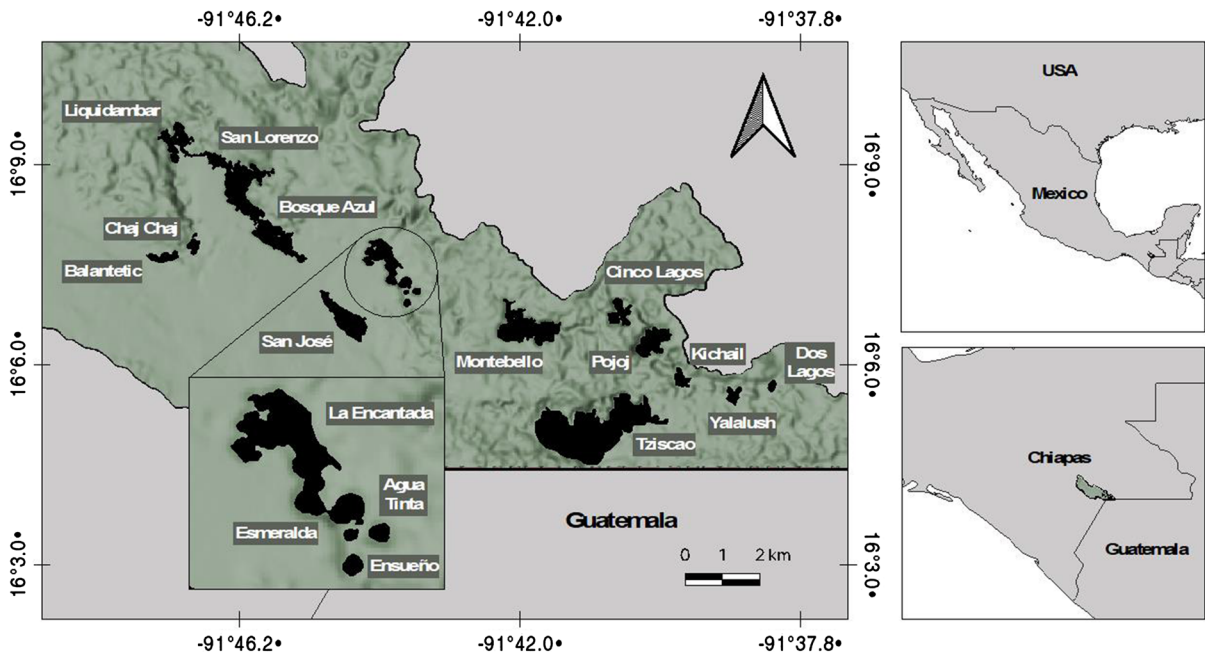 -91°46.2•
-91°42.0•
-91°37.8•
Liquidambar
San Lorenzo
16°9.0•
16°9.0•
Bosque Azul
Chaj Chaj
Balantetic
Cinco Lagos
San José
Montebello
Pojoj
Kichail
Dos
Lagos
16°6.0•
16°6.0•
Yalalush
Tziscao
La Encantada
Agua
Tinta
Esmeralda
Ensueño
Guatemala
0 1 2 km
16°3.0•
16°3.0•
-91°46.2•
-91°42.0•
-91°37.8•
USA
Mexico
Chiapas
Guatemala